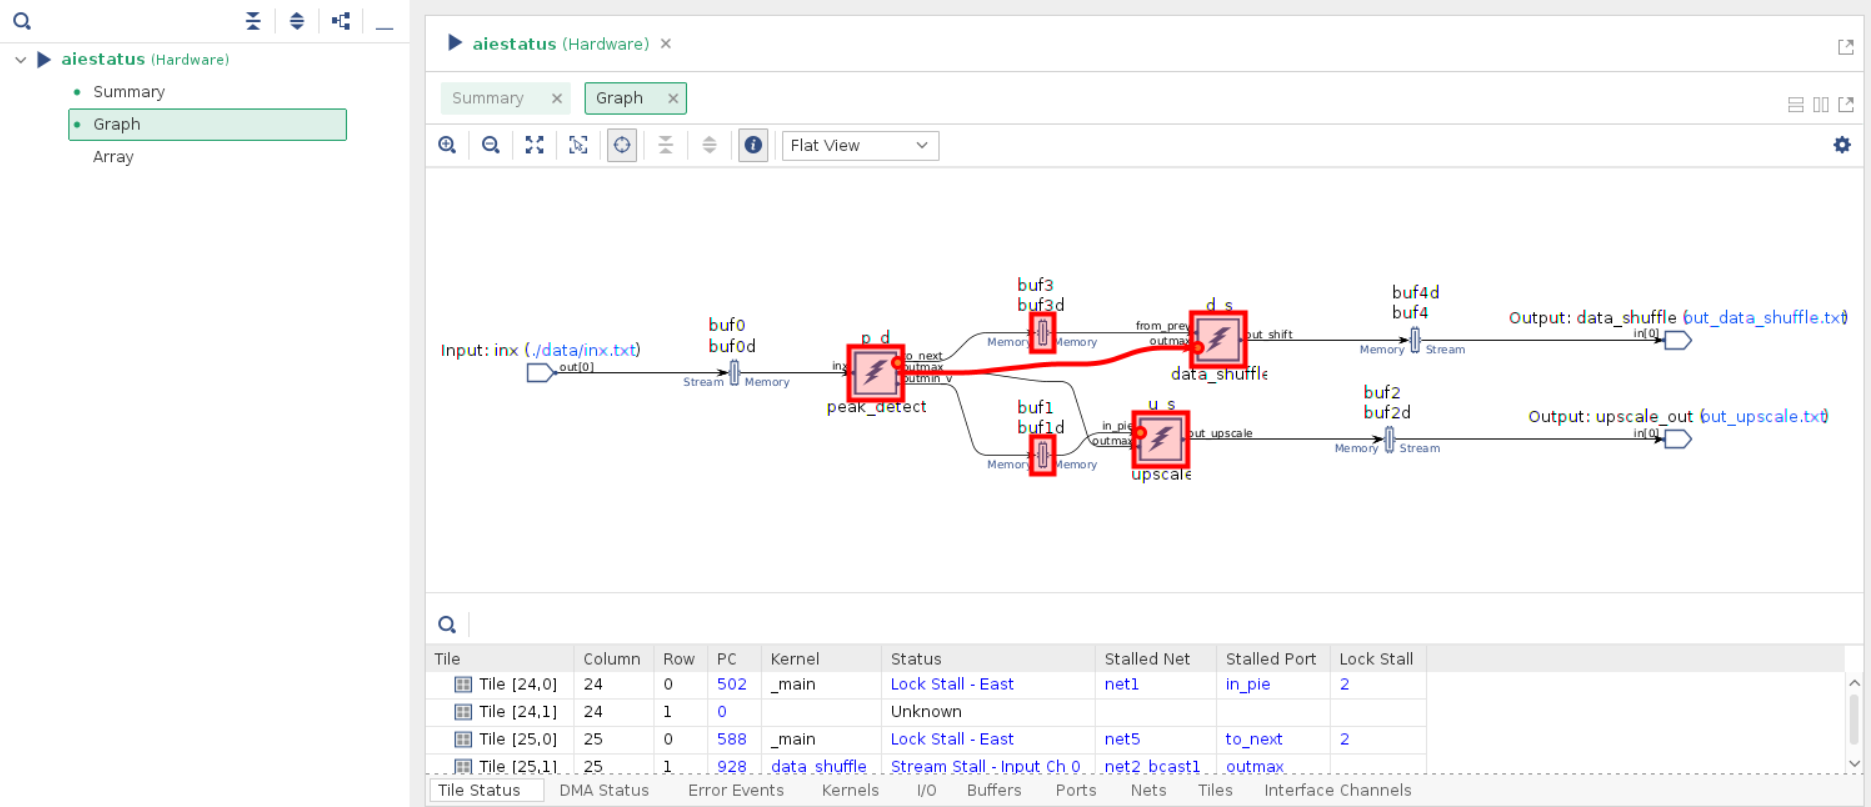 aiestatus (Hardware)
Summary
Graph
Array
aiestatus (Hardware)
Summary
Graph
Flat View
Input: inx (./data/inx.txt)
out[0]
buf0
buf0d
Stream
Memory
p_d
inx
to_next
outmax
outmin_v
peak_detect
buf3
buf3d
Memory
Memory
buf1
buf1d
Memory
Memory
d_s
from_prev
outmax
out_shift
data_shuffle
u_s
in_pie
outmax
out_upscale
upscale
buf4d
buf4
Memory
Stream
buf2
buf2d
Memory
Stream
Output: data_shuffle (out_data_shuffle.txt)
in[0]
Output: upscale_out (out_upscale.txt)
in[0]
Tile Column Row PC Kernel Status Stalled Net Stalled Port Lock Stall
Tile [24,0] 24 0 502 _main Lock Stall - East net1 in_pie 2
Tile [24,1] 24 1 0 Unknown
Tile [25,0] 25 0 588 _main Lock Stall - East net5 to_next 2
Tile [25,1] 25 1 928 data_shuffle Stream Stall - Input Ch 0 net2_bcast1 outmax
Tile Status DMA Status Error Events Kernels I/O Buffers Ports Nets Tiles Interface Channels